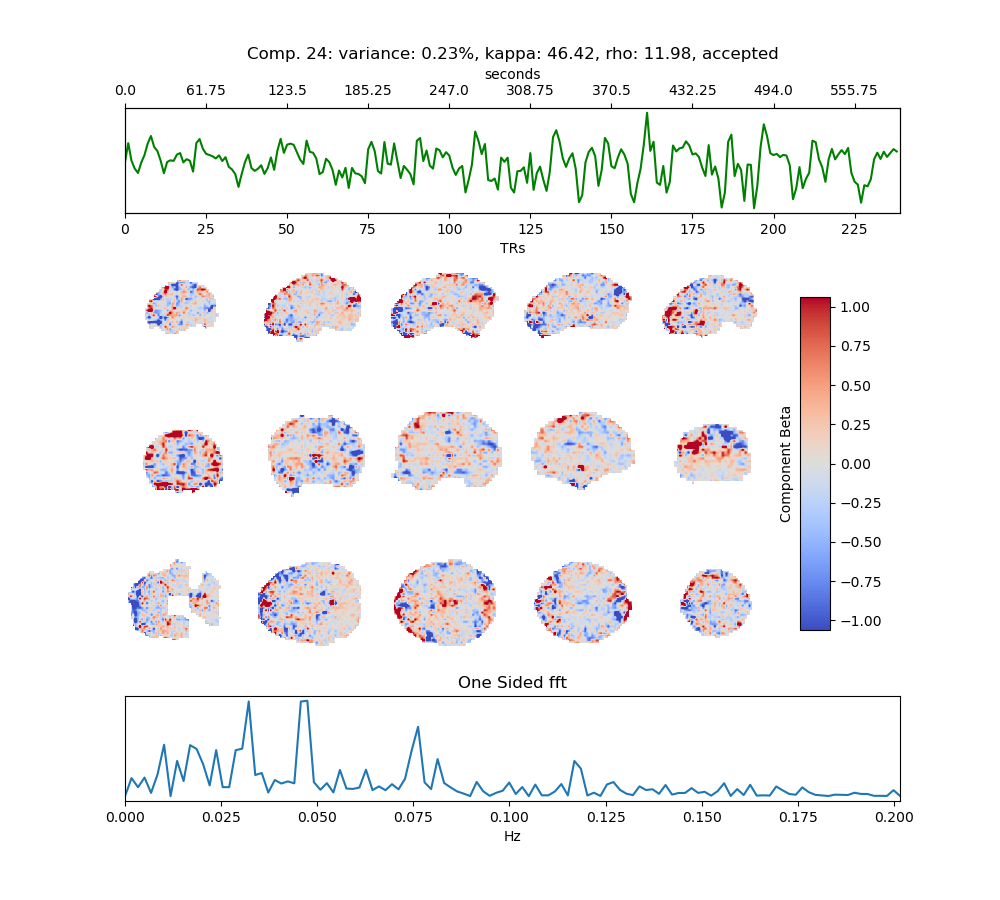 Comp. 24: variance: 0.23%, kappa: 46.42, rho: 11.98, accepted
seconds
0.0 61.75 123.5 185.25 247.0 308.75 370.5 432.25 494.0 555.75
0 25 50 75 100 125 150 175 200 225
TRs
1.00
0.75
0.50
0.25
0.00
−0.25
−0.50
−0.75
−1.00
Component Beta
One Sided fft
0.000 0.025 0.050 0.075 0.100 0.125 0.150 0.175 0.200
Hz